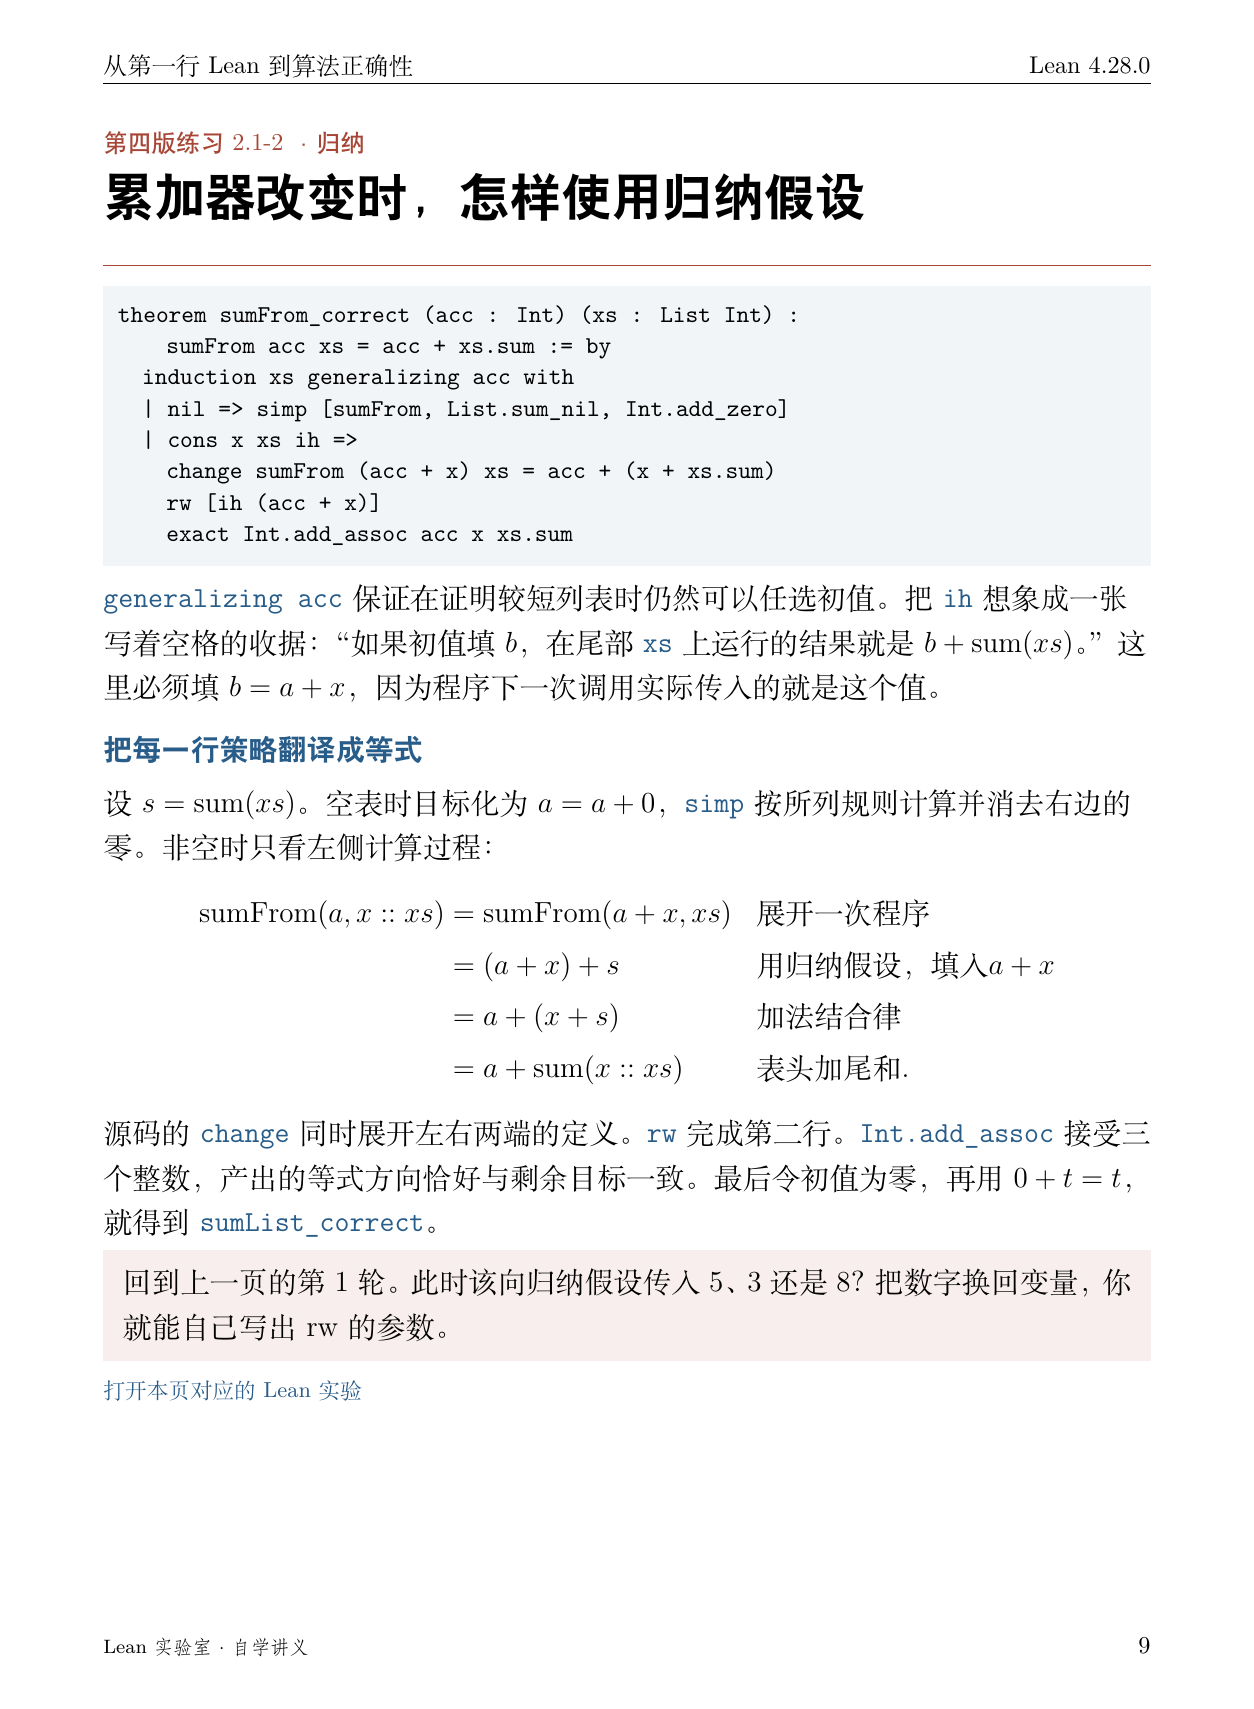 从第一行 Lean 到算法正确性
Lean 4.28.0
第四版练习 2.1-2 · 归纳
累加器改变时，怎样使用归纳假设
theorem sumFrom_correct (acc : Int) (xs : List Int) :
    sumFrom acc xs = acc + xs.sum := by
  induction xs generalizing acc with
  | nil => simp [sumFrom, List.sum_nil, Int.add_zero]
  | cons x xs ih =>
    change sumFrom (acc + x) xs = acc + (x + xs.sum)
    rw [ih (acc + x)]
    exact Int.add_assoc acc x xs.sum
generalizing acc 保证在证明较短列表时仍然可以任选初值。把 ih 想象成一张
写着空格的收据：“如果初值填 b，在尾部 xs 上运行的结果就是 b + sum(xs)。”这
里必须填 b = a + x，因为程序下一次调用实际传入的就是这个值。
把每一行策略翻译成等式
设 s = sum(xs)。空表时目标化为 a = a + 0，simp 按所列规则计算并消去右边的
零。非空时只看左侧计算过程：
sumFrom(a, x :: xs) = sumFrom(a + x, xs) 展开一次程序
= (a + x) + s 用归纳假设，填入a + x
= a + (x + s) 加法结合律
= a + sum(x :: xs) 表头加尾和.
源码的 change 同时展开左右两端的定义。rw 完成第二行。Int.add_assoc 接受三
个整数，产出的等式方向恰好与剩余目标一致。最后令初值为零，再用 0 + t = t，
就得到 sumList_correct。
回到上一页的第 1 轮。此时该向归纳假设传入 5、3 还是 8？把数字换回变量，你
就能自己写出 rw 的参数。
打开本页对应的 Lean 实验
Lean 实验室 · 自学讲义
9